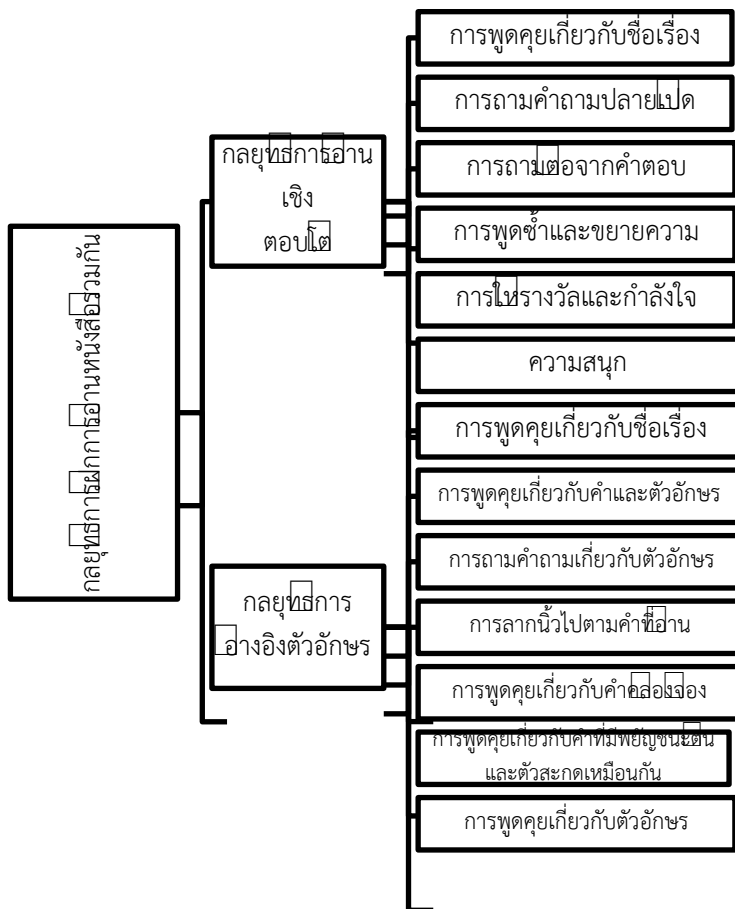 กลยุทธการฝกการอานหนังสือรวมกัน
กลยุทธการอาน
เชิง
ตอบโต
การพูดคุยเกี่ยวกับชื่อเรื่อง
การถามคำถามปลายเปด
การถามตอจากคำตอบ
การพูดซ้ำและขยายความ
การใหรางวัลและกำลังใจ
ความสนุก
กลยุทธการ
อางอิงตัวอักษร
การพูดคุยเกี่ยวกับชื่อเรื่อง
การพูดคุยเกี่ยวกับคำและตัวอักษร
การถามคำถามเกี่ยวกับตัวอักษร
การลากนิ้วไปตามคำที่อาน
การพูดคุยเกี่ยวกับคำคลองจอง
การพูดคุยเกี่ยวกับคำที่มีพยัญชนะตน
และตัวสะกดเหมือนกัน
การพูดคุยเกี่ยวกับตัวอักษร